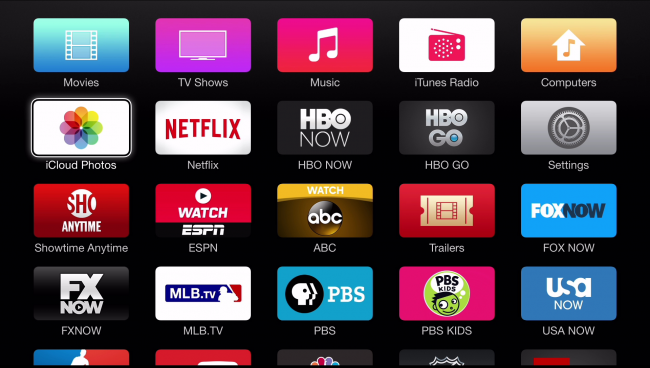 Movies
TV Shows
Music
iTunes Radio
Computers
iCloud Photos
NETFLIX
Netflix
HBO
NOW
HBO NOW
HBO
GO
HBO GO
Settings
SHO
ANYTIME
Showtime Anytime
WATCH
ESPN
ESPN
WATCH
abc
ABC
Trailers
FOX NOW
FOX NOW
FX
NOW
FXNOW
MLB.TV
MLB.TV
PBS
PBS
PBS
KIDS
PBS KIDS
usa
NOW
USA NOW